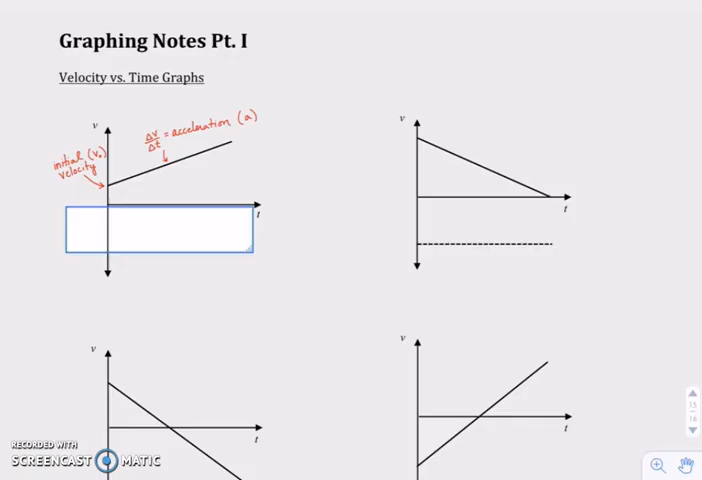 Graphing Notes Pt. I
Velocity vs. Time Graphs
v
Δv/Δt = acceleration (a)
initial (v₀)
velocity
t
v
t
v
t
v
t
15
16
RECORDED WITH
SCREENCAST MATIC